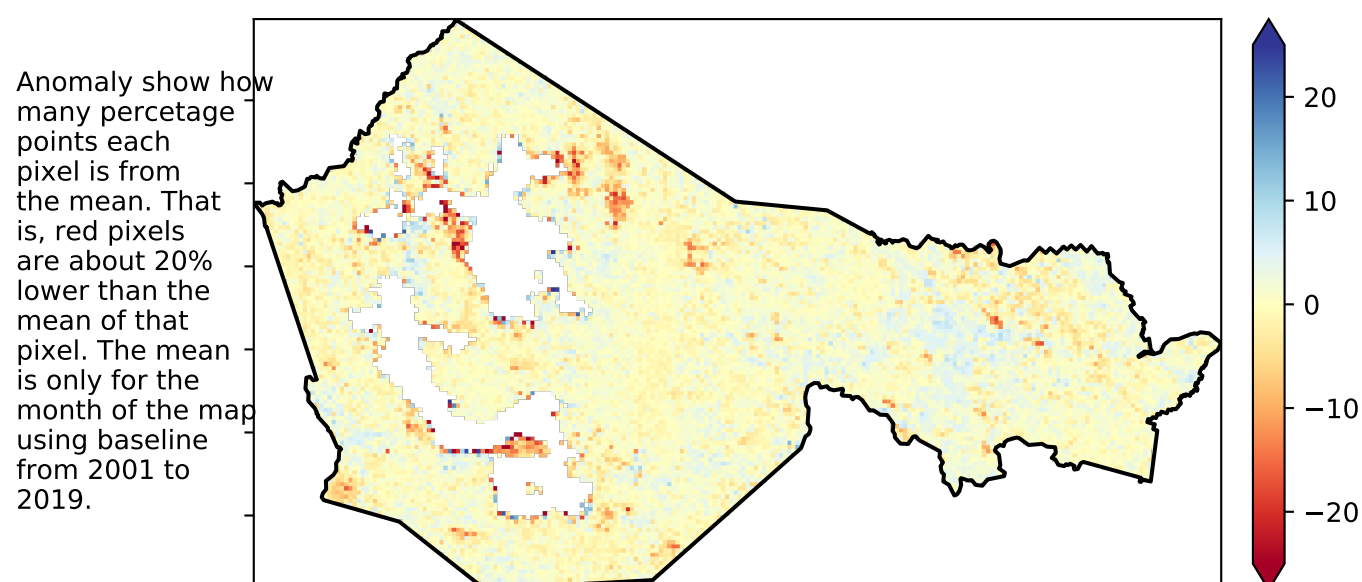 Anomaly show how
many percetage
points each
pixel is from
the mean. That
is, red pixels
are about 20%
lower than the
mean of that
pixel. The mean
is only for the
month of the map
using baseline
from 2001 to
2019.
20
10
0
−10
−20